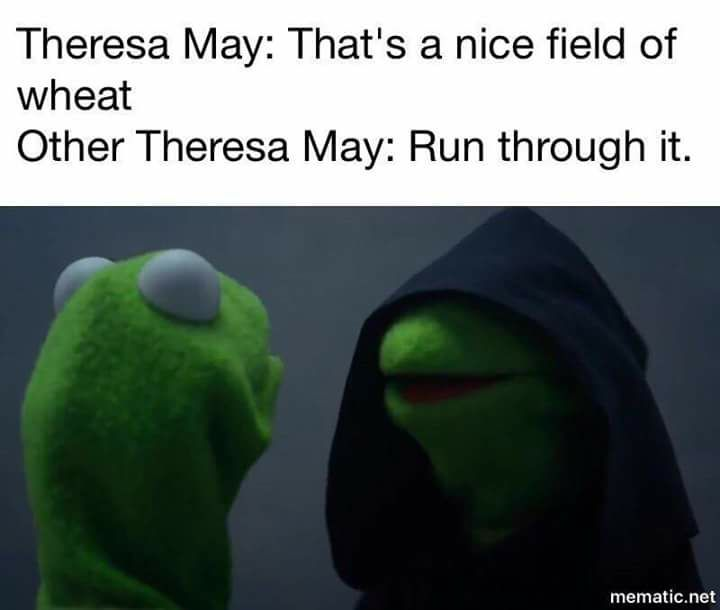 Theresa May: That's a nice field of
wheat
Other Theresa May: Run through it.
mematic.net